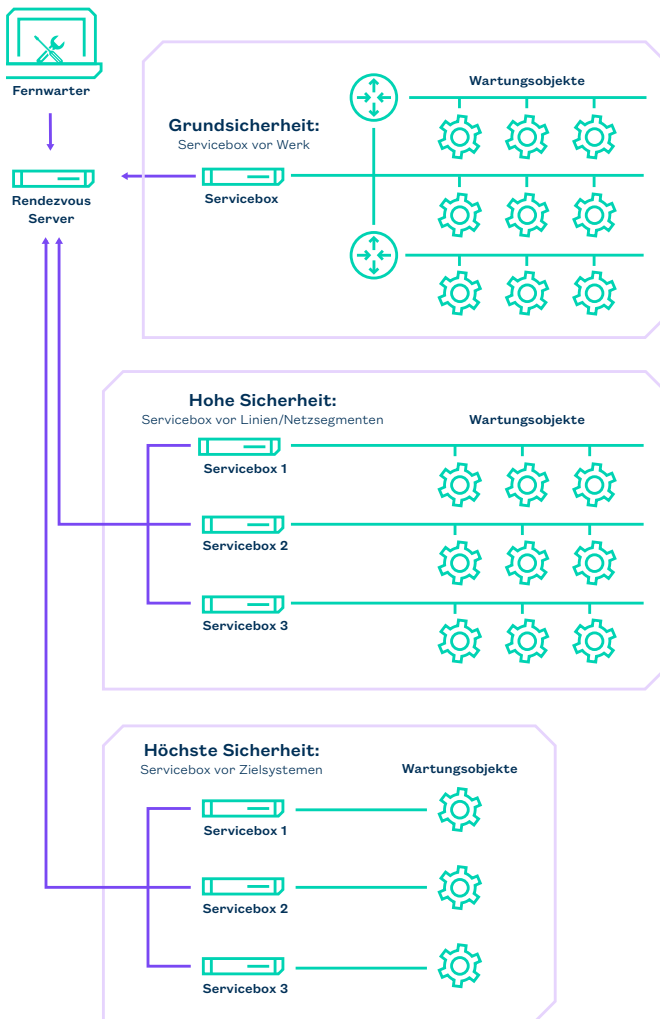 Fernwarter
Rendezvous
Server
Grundsicherheit:
Servicebox vor Werk
Servicebox
Wartungsobjekte
Hohe Sicherheit:
Servicebox vor Linien/Netzsegmenten
Wartungsobjekte
Servicebox 1
Servicebox 2
Servicebox 3
Höchste Sicherheit:
Servicebox vor Zielsystemen
Wartungsobjekte
Servicebox 1
Servicebox 2
Servicebox 3